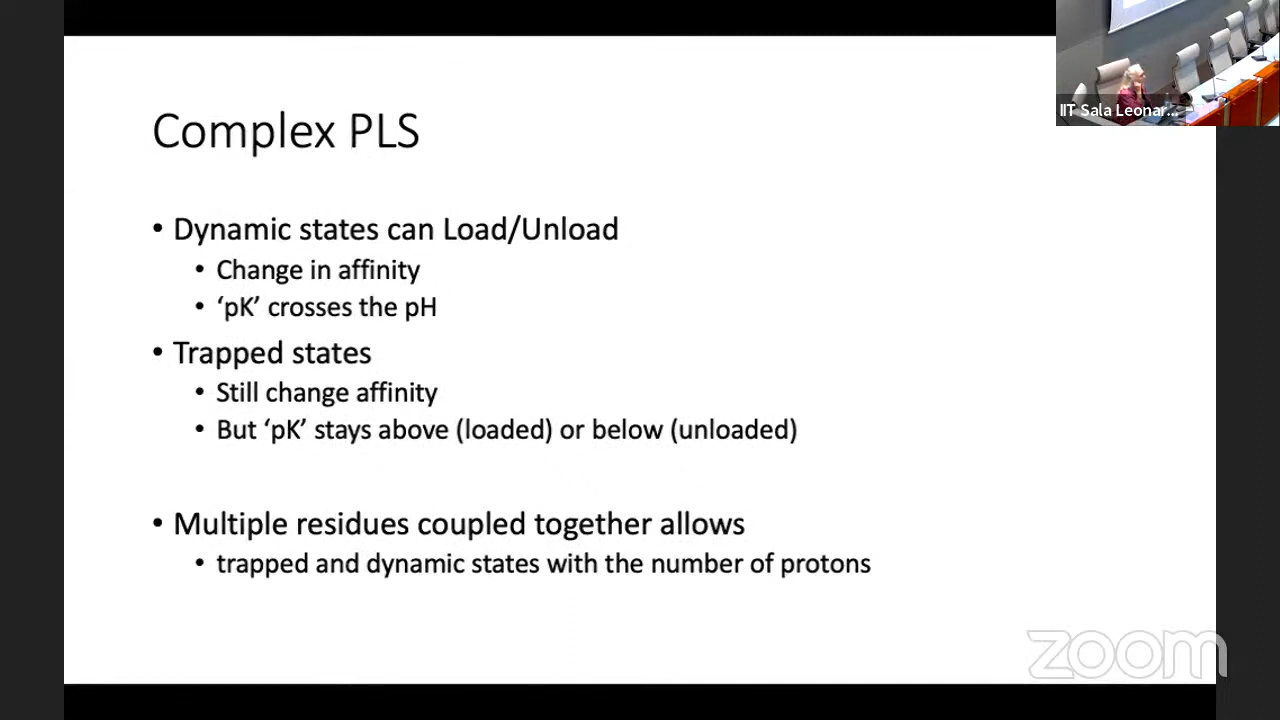 IIT Sala Leonar...
Complex PLS
• Dynamic states can Load/Unload
• Change in affinity
• ‘pK’ crosses the pH
• Trapped states
• Still change affinity
• But ‘pK’ stays above (loaded) or below (unloaded)
• Multiple residues coupled together allows
• trapped and dynamic states with the number of protons
zoom